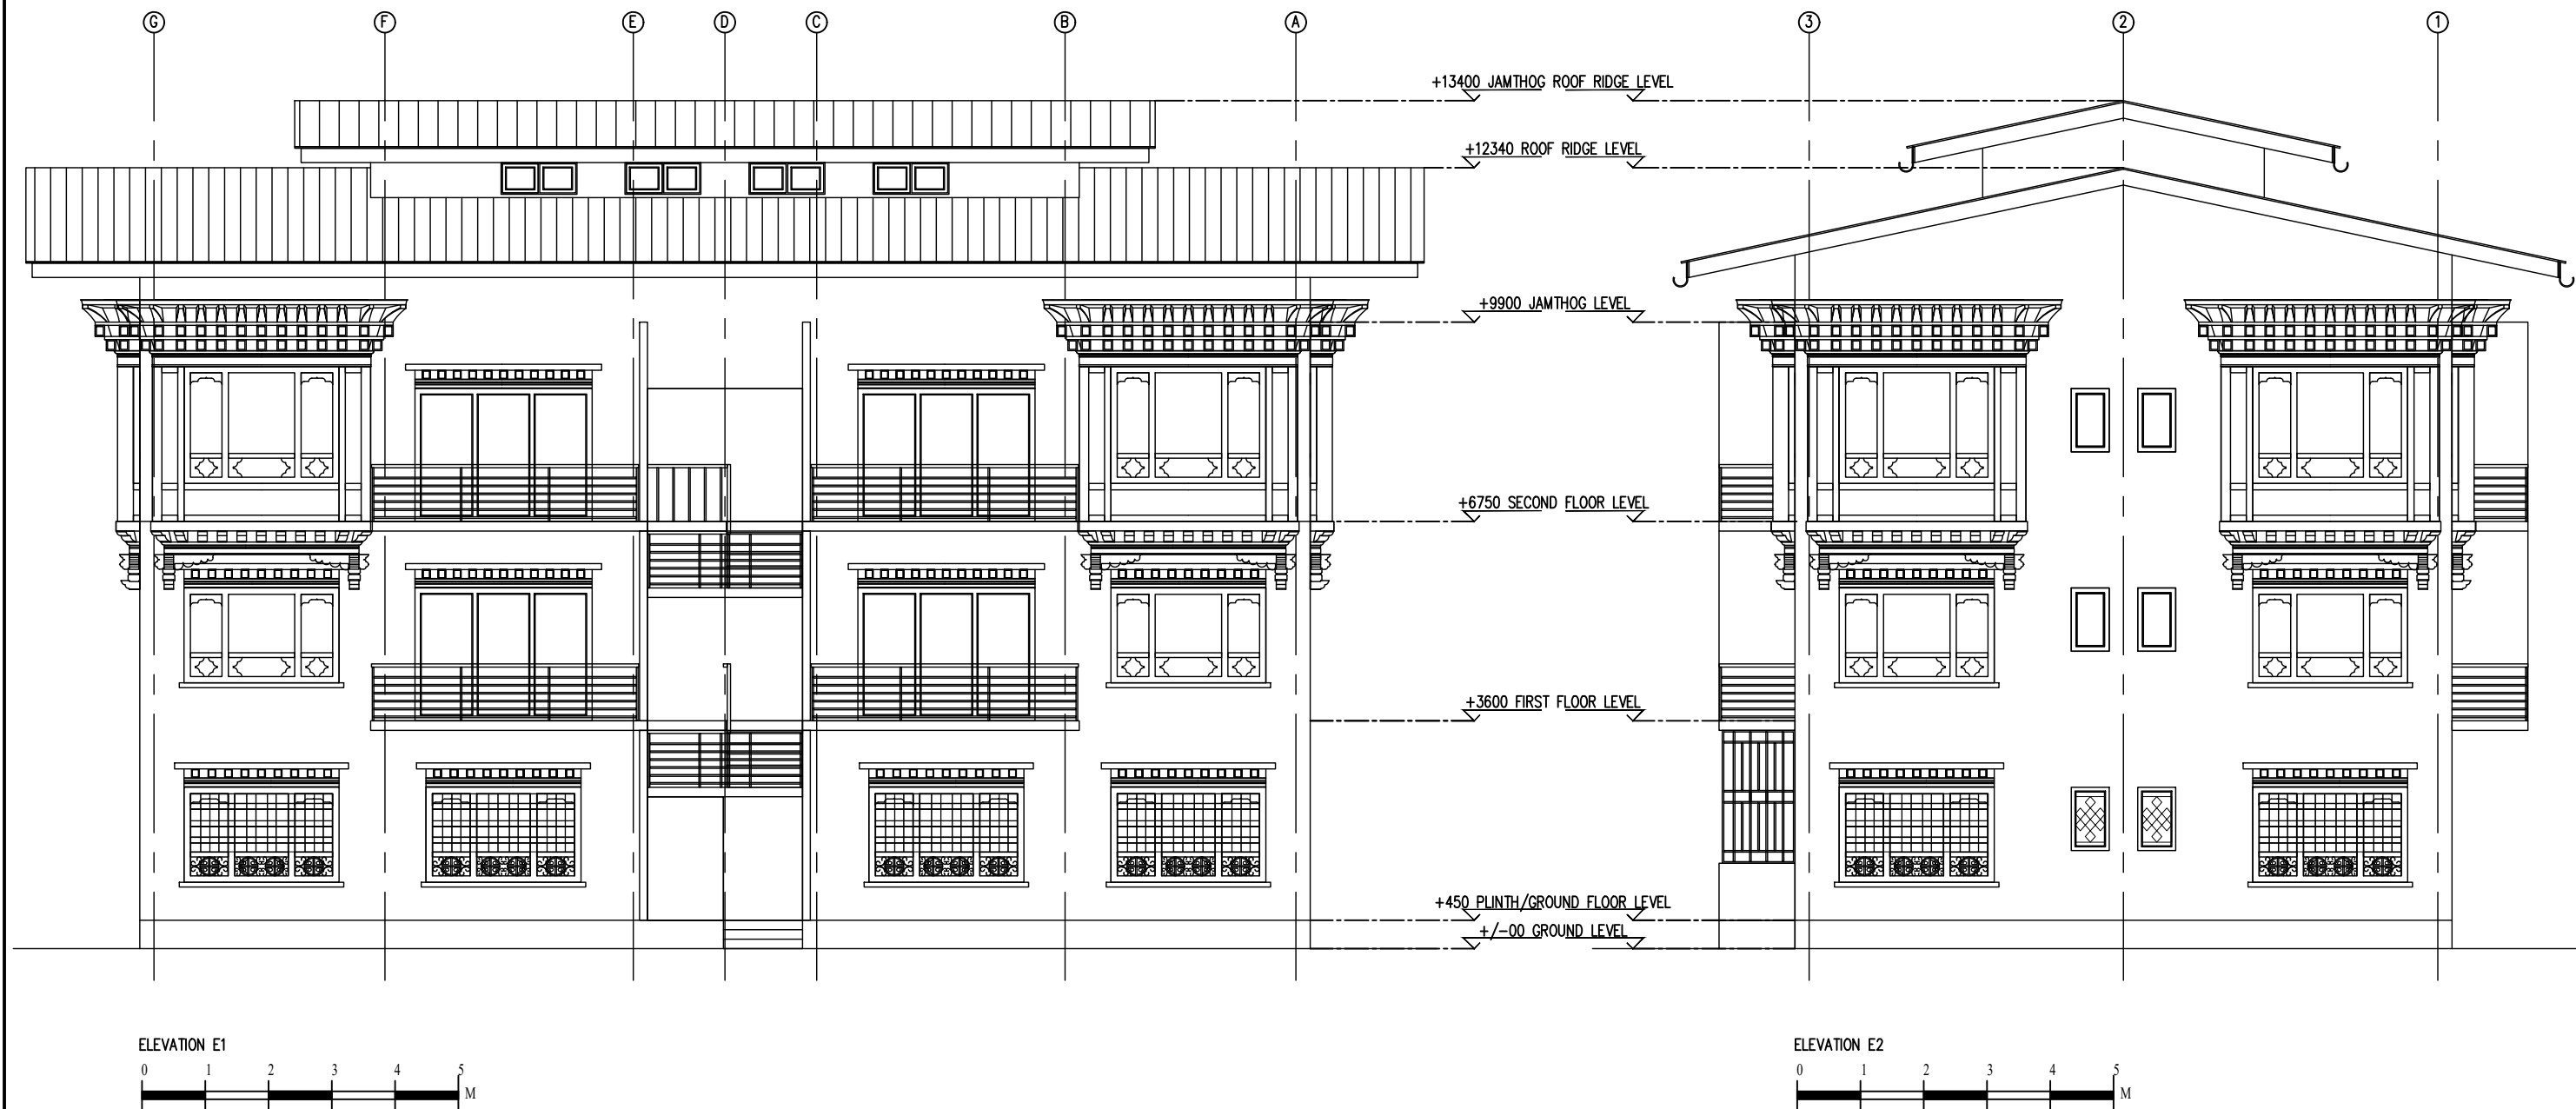 G F E D C B A 3 2 1
+13400 JAMTHOG ROOF RIDGE LEVEL
+12340 ROOF RIDGE LEVEL
+9900 JAMTHOG LEVEL
+6750 SECOND FLOOR LEVEL
+3600 FIRST FLOOR LEVEL
+450 PLINTH/GROUND FLOOR LEVEL
+/-00 GROUND LEVEL
ELEVATION E1
0 1 2 3 4 5
M
ELEVATION E2
0 1 2 3 4 5
M